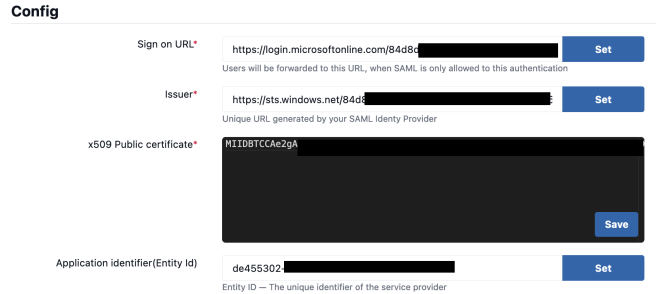 Config
Sign on URL*
https://login.microsoftonline.com/84d8c
Set
Users will be forwarded to this URL, when SAML is only allowed to this authentication
Issuer*
https://sts.windows.net/84d8
Set
Unique URL generated by your SAML Identy Provider
x509 Public certificate*
MIIDBTCCAe2gA
Save
Application identifier(Entity Id)
de455302-
Set
Entity ID — The unique identifier of the service provider